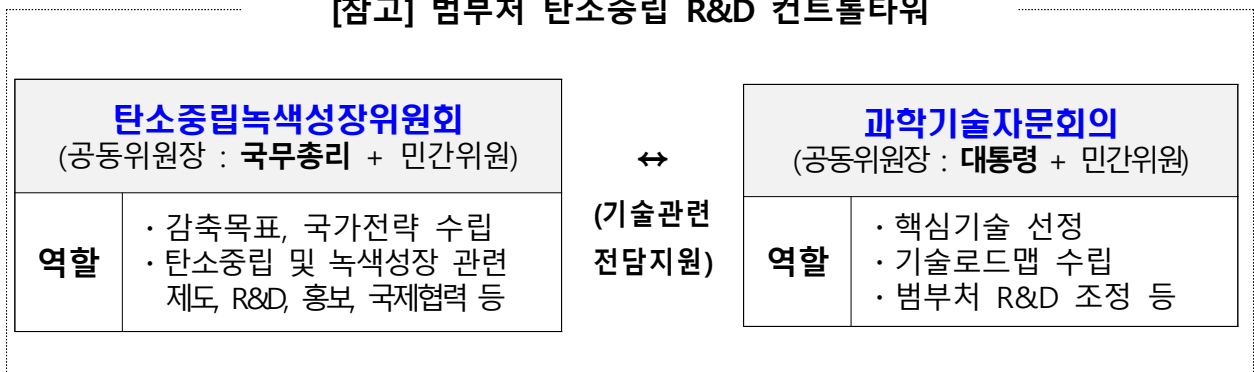 [참고] 범부처 탄소중립 R&D 컨트롤타워
탄소중립녹색성장위원회
(공동위원장 : 국무총리 + 민간위원)
역할
· 감축목표, 국가전략 수립
· 탄소중립 및 녹색성장 관련
제도, R&D, 홍보, 국제협력 등
↔
(기술관련
전담지원)
과학기술자문회의
(공동위원장 : 대통령 + 민간위원)
역할
· 핵심기술 선정
· 기술로드맵 수립
· 범부처 R&D 조정 등